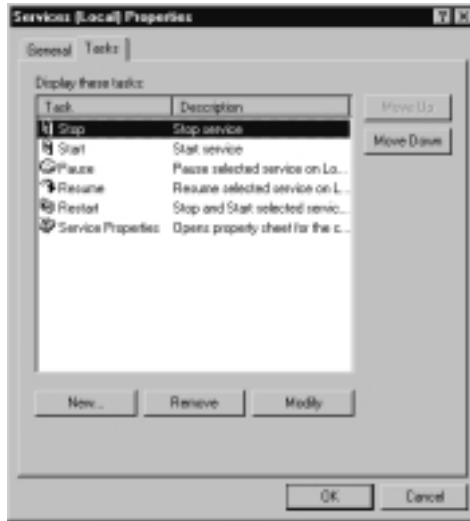 Services (Local) Properties
General Tasks
Display these tasks:
Task Description
Stop Stop service
Start Start service
Pause Pause selected service on Lo...
Resume Resume selected service on L...
Restart Stop and Start selected servic...
Service Properties Opens property sheet for the c...
Move Up
Move Down
New... Remove Modify
OK Cancel